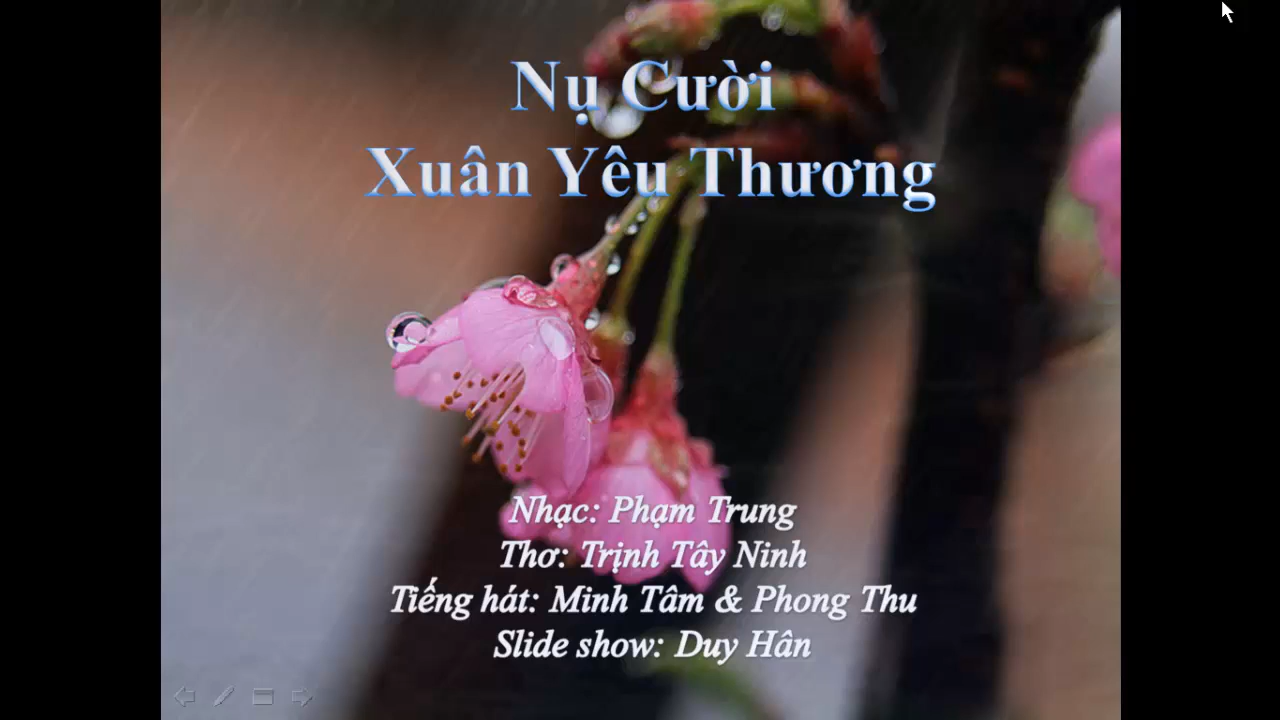 Nụ Cười
Xuân Yêu Thương
Nhạc: Phạm Trung
Thơ: Trịnh Tây Ninh
Tiếng hát: Minh Tâm & Phong Thu
Slide show: Duy Hân